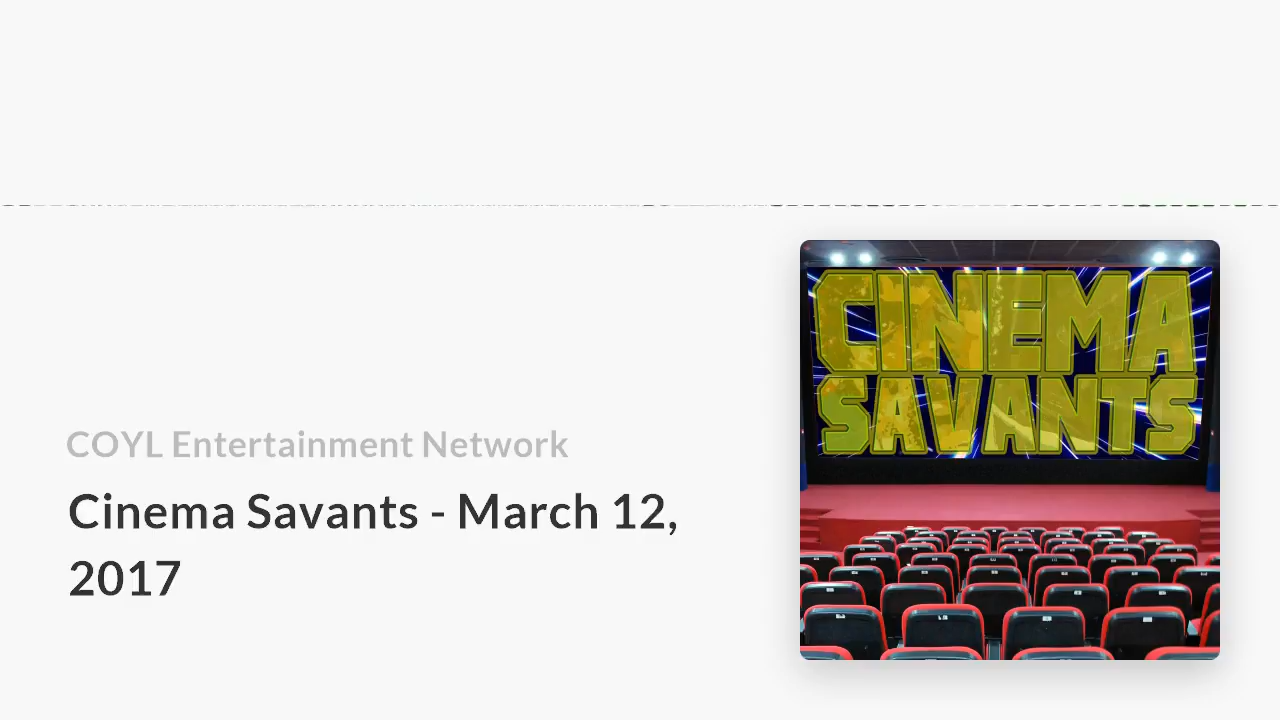 COYL Entertainment Network
Cinema Savants - March 12,
2017
CINEMA
SAVANTS